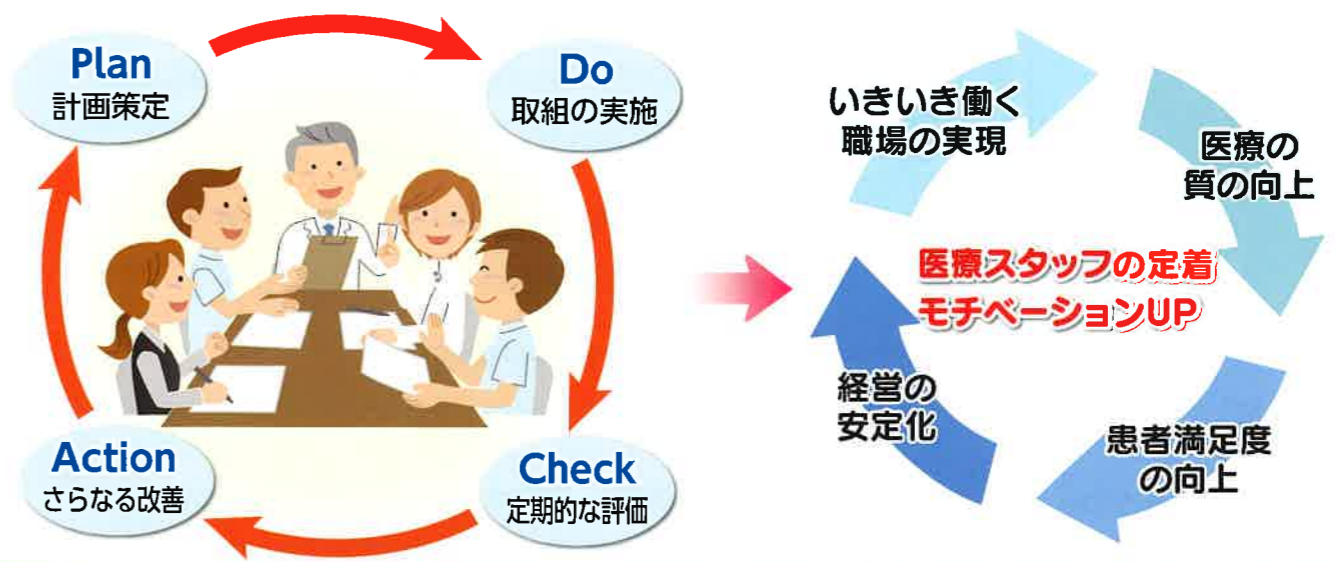 Plan
計画策定
Do
取組の実施
Check
定期的な評価
Action
さらなる改善
いきいき働く
職場の実現
医療の
質の向上
患者満足度
の向上
経営の
安定化
医療スタッフの定着
モチベーションUP